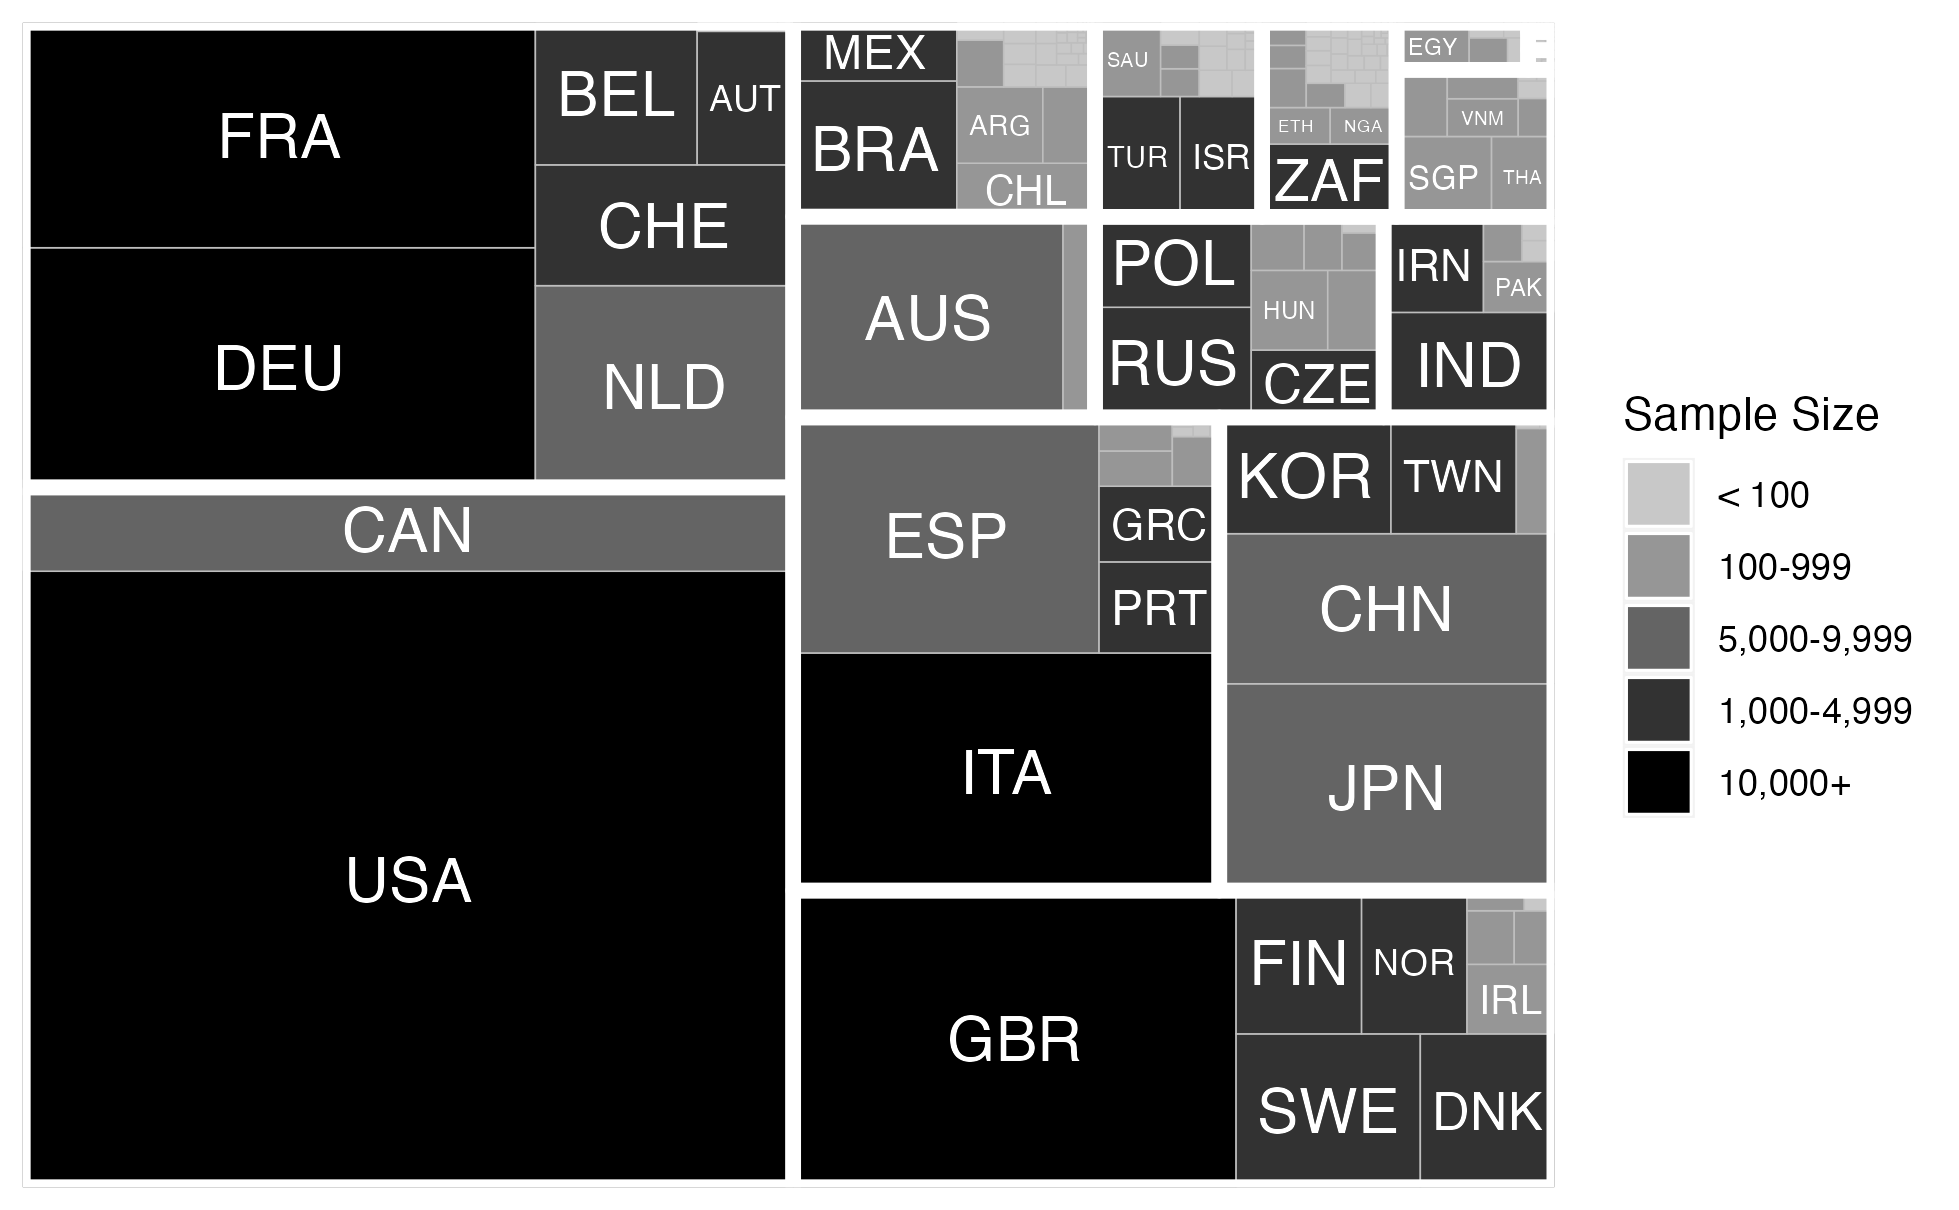 FRA
DEU
BEL
AUT
CHE
NLD
CAN
USA
MEX
BRA
ARG
CHL
SAU
TUR
ISR
ETH
NGA
ZAF
EGY
VNM
SGP
THA
AUS
POL
RUS
HUN
CZE
IRN
PAK
IND
ESP
GRC
PRT
ITA
KOR
TWN
CHN
JPN
GBR
FIN
NOR
IRL
SWE
DNK
Sample Size
< 100
100-999
5,000-9,999
1,000-4,999
10,000+